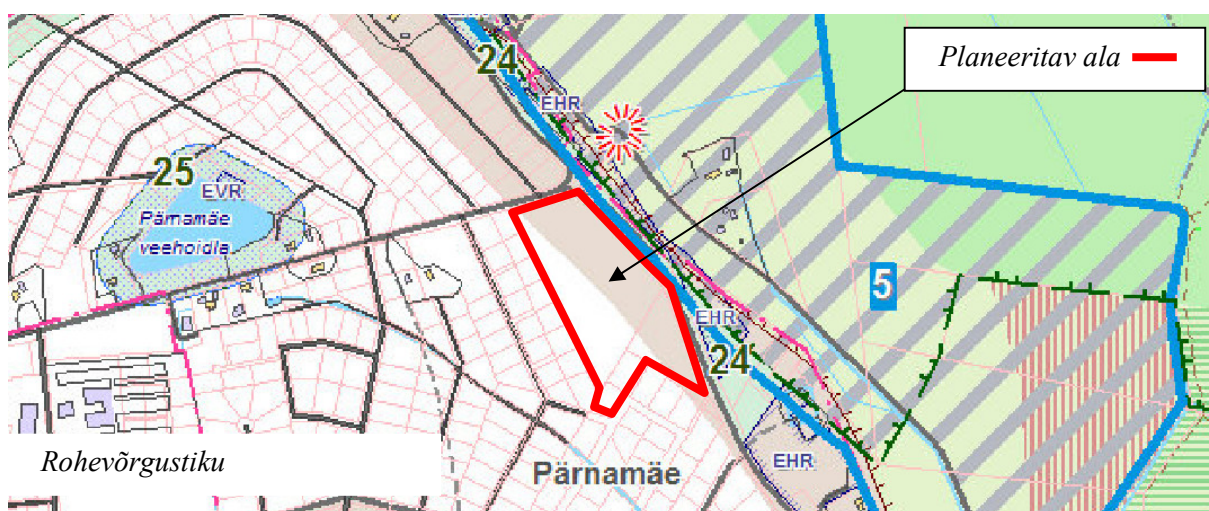 24
Planeeritav ala
EHR
25
EVR
Pärnamäe
veehoidla
5
EHR
24
Rohevõrgustiku
Pärnamäe
EHR